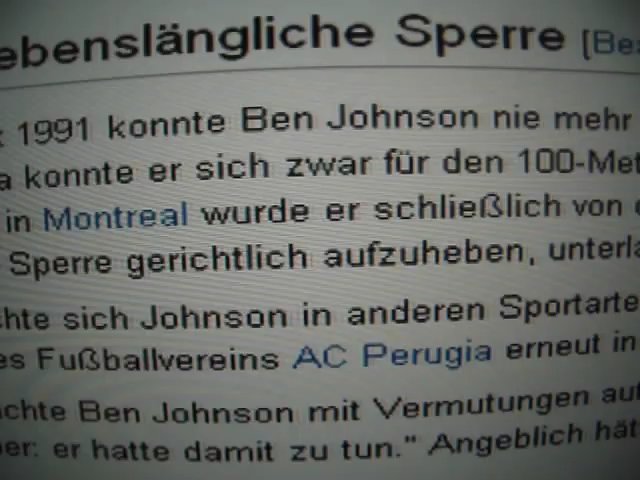 ebenslängliche Sperre [Bea
1991 konnte Ben Johnson nie mehr
a konnte er sich zwar für den 100-Met
in Montreal wurde er schließlich von
Sperre gerichtlich aufzuheben, unterla
chte sich Johnson in anderen Sportarte
es Fußballvereins AC Perugia erneut in
chte Ben Johnson mit Vermutungen auf
er: er hatte damit zu tun." Angeblich hät